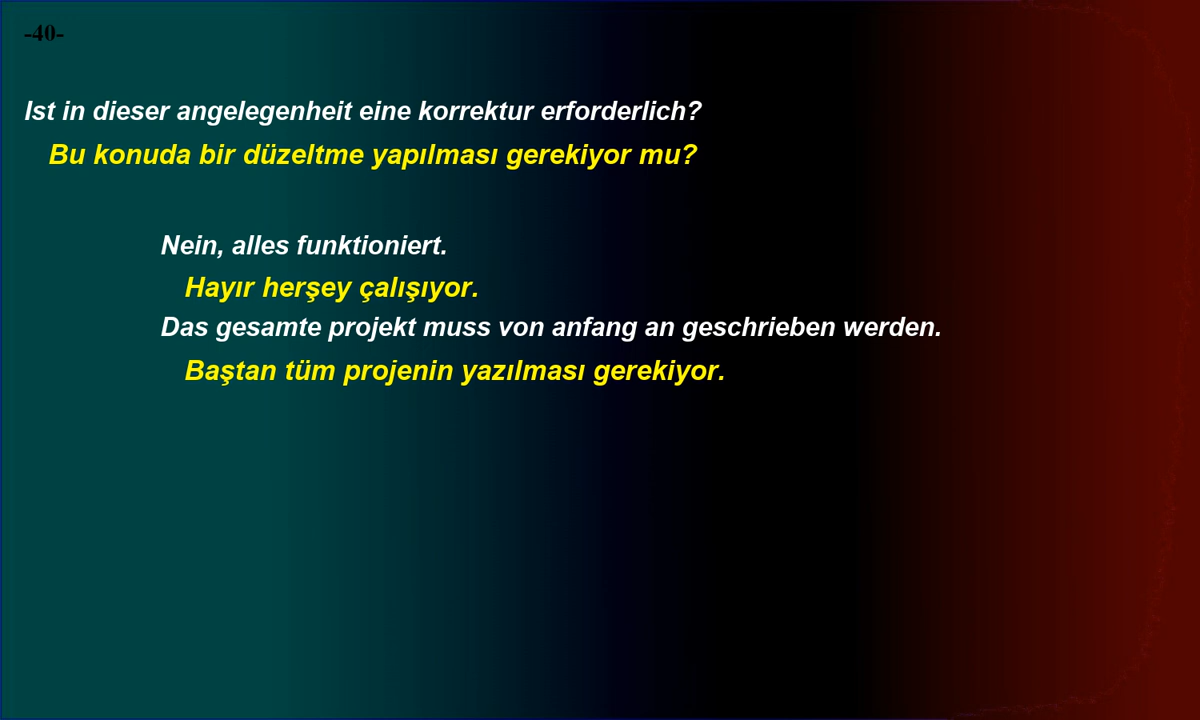 -40-
Ist in dieser angelegenheit eine korrektur erforderlich?
Bu konuda bir düzeltme yapılması gerekiyor mu?
Nein, alles funktioniert.
Hayır herşey çalışıyor.
Das gesamte projekt muss von anfang an geschrieben werden.
Baştan tüm projenin yazılması gerekiyor.